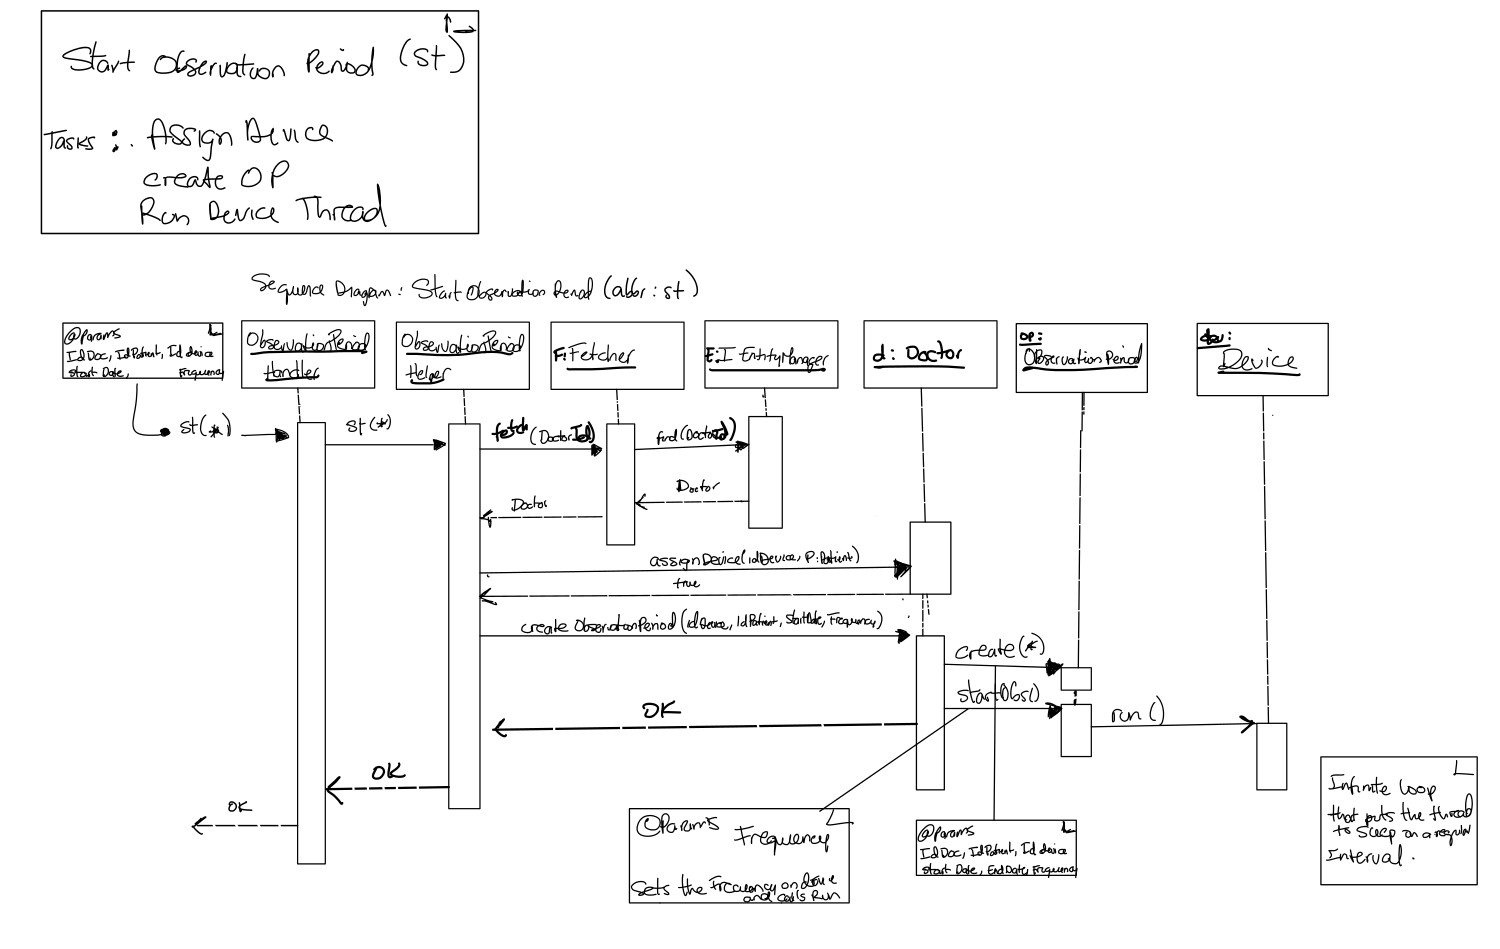 Start Observation Period (st)
Tasks : . Assign Device
create OP
Run Device Thread
Sequence Diagram : Start Observation Period (abbr : st)
@Params
Id Doc, Id Patient, Id device
Start Date, Frequency
ObservationPeriod
Handler
ObservationPeriod
Helper
F: Fetcher
E: I EntityManager
d : Doctor
op :
Observation Period
Device
st(*)
st(*)
fetch (Doctor Id)
find (Doctor Id)
Doctor
Doctor
assignDevice(idDevice, P:Patient)
true
create ObservationPeriod (idDevice, IdPatient, StartDate, Frequency)
create(*)
startObs()
run ()
OK
OK
OK
@Params Frequency
Sets the Frequency on device
and calls Run
@Params
Id Doc, Id Patient, Id device
Start Date, End Date, Frequency
Infinite loop
that puts the thread
to sleep on a regular
Interval .